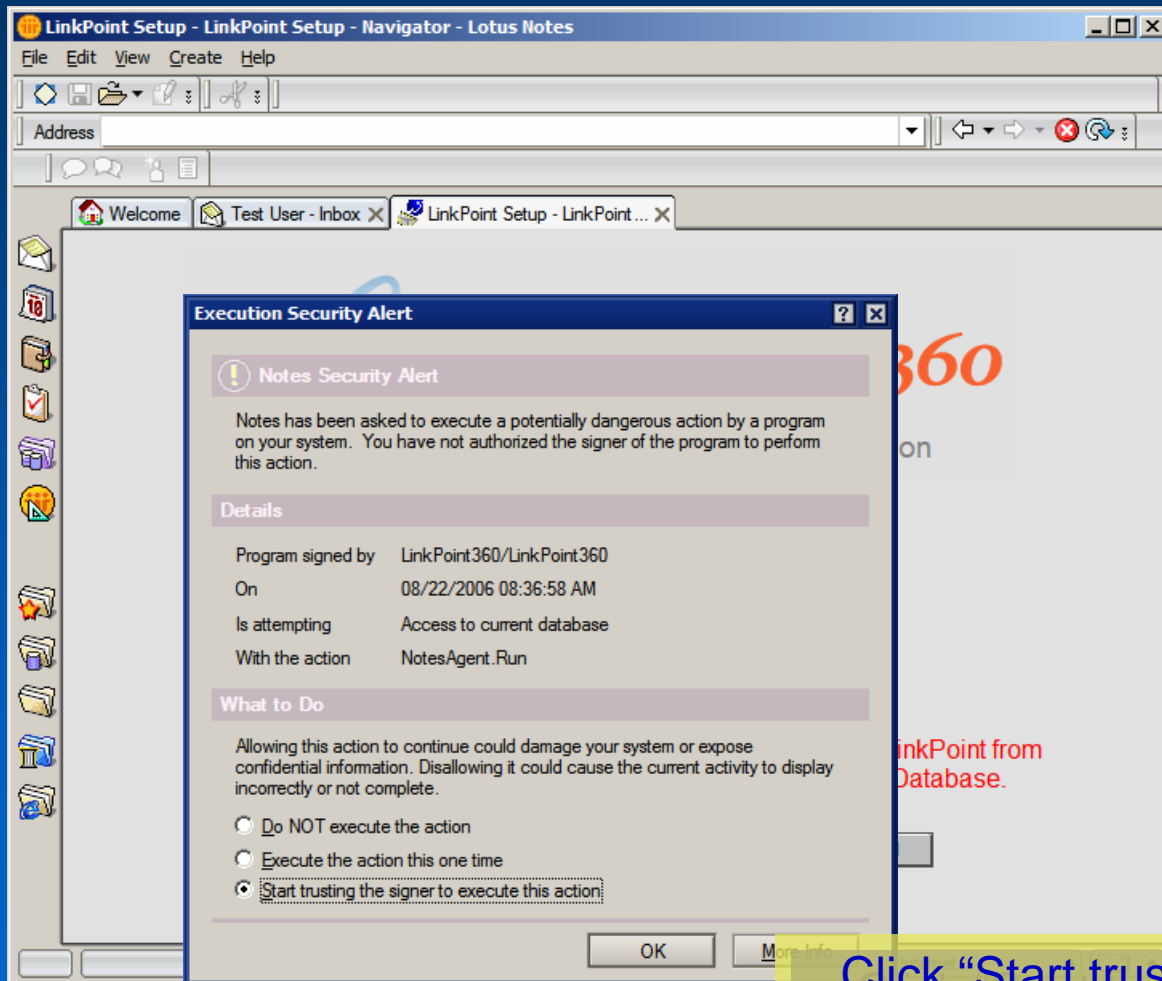 LinkPoint Setup - LinkPoint Setup - Navigator - Lotus Notes
File Edit View Create Help
Address
Welcome
Test User - Inbox
LinkPoint Setup - LinkPoint ...
Execution Security Alert
360
Notes Security Alert
Notes has been asked to execute a potentially dangerous action by a program
on your system. You have not authorized the signer of the program to perform
this action.
on
Details
Program signed by LinkPoint360/LinkPoint360
On 08/22/2006 08:36:58 AM
Is attempting Access to current database
With the action NotesAgent.Run
What to Do
Allowing this action to continue could damage your system or expose
confidential information. Disallowing it could cause the current activity to display
incorrectly or not complete.
inkPoint from
Database.
Do NOT execute the action
Execute the action this one time
Start trusting the signer to execute this action
OK
More Info
Click "Start trus